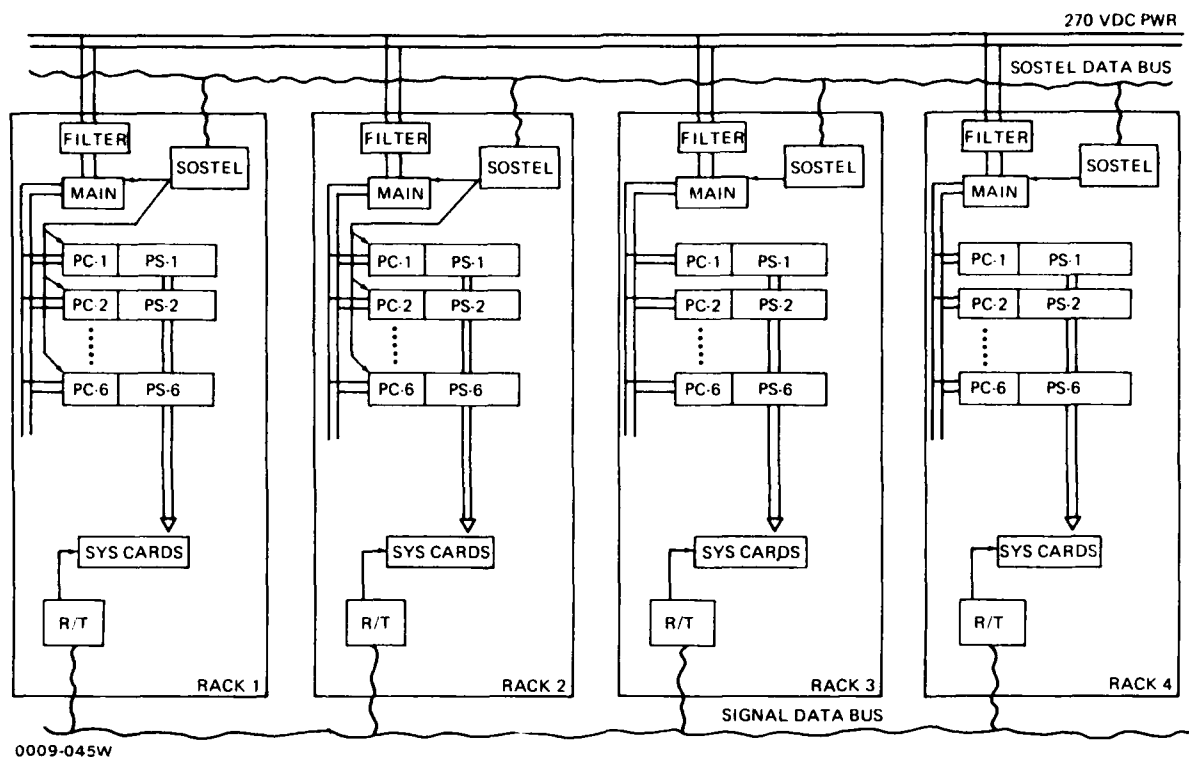 270 VDC PWR
SOSTEL DATA BUS
FILTER
SOSTEL
MAIN
PC-1 PS-1
PC-2 PS-2
PC-6 PS-6
SYS CARDS
R/T
RACK 1
FILTER
SOSTEL
MAIN
PC-1 PS-1
PC-2 PS-2
PC-6 PS-6
SYS CARDS
R/T
RACK 2
FILTER
SOSTEL
MAIN
PC-1 PS-1
PC-2 PS-2
PC-6 PS-6
SYS CARDS
R/T
RACK 3
FILTER
SOSTEL
MAIN
PC-1 PS-1
PC-2 PS-2
PC-6 PS-6
SYS CARDS
R/T
RACK 4
SIGNAL DATA BUS
0009-045W